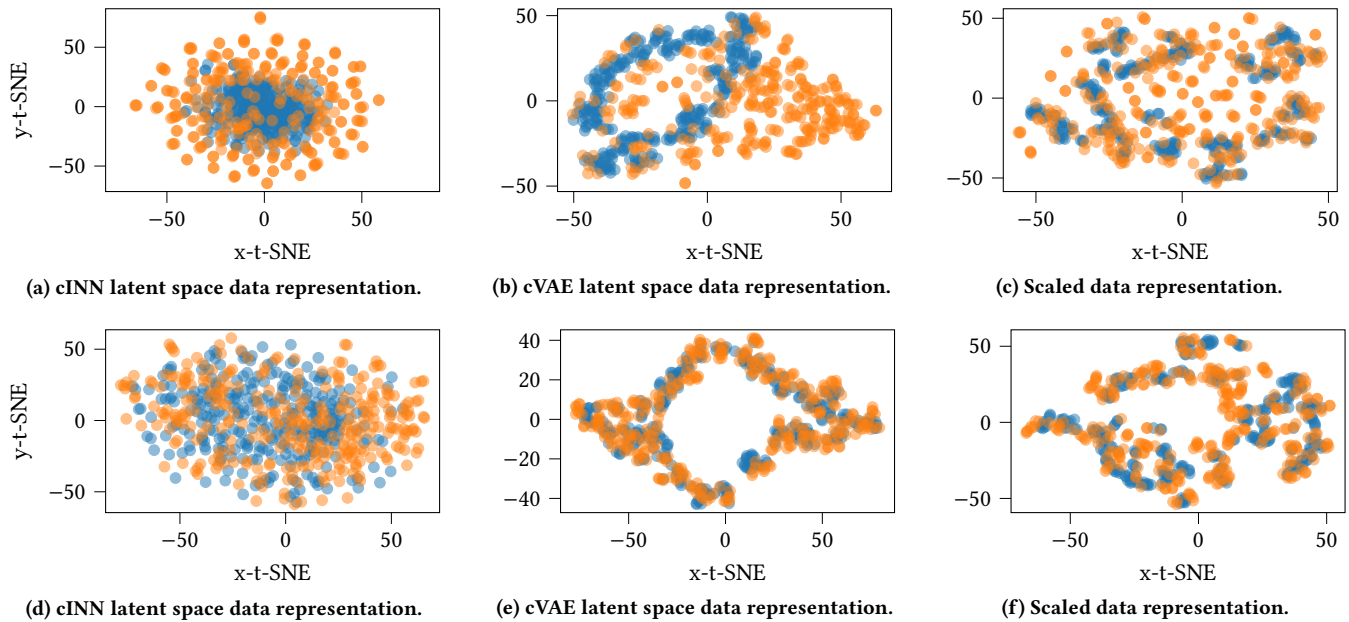 50
0
−50
y-t-SNE
−50 0 50
x-t-SNE
(a) cINN latent space data representation.
50
0
−50
−50 0 50
x-t-SNE
(b) cVAE latent space data representation.
50
0
−50
−50 0 50
x-t-SNE
(c) Scaled data representation.
50
0
−50
y-t-SNE
−50 0 50
x-t-SNE
(d) cINN latent space data representation.
40
20
0
−20
−40
−50 0 50
x-t-SNE
(e) cVAE latent space data representation.
50
0
−50
−50 0 50
x-t-SNE
(f) Scaled data representation.